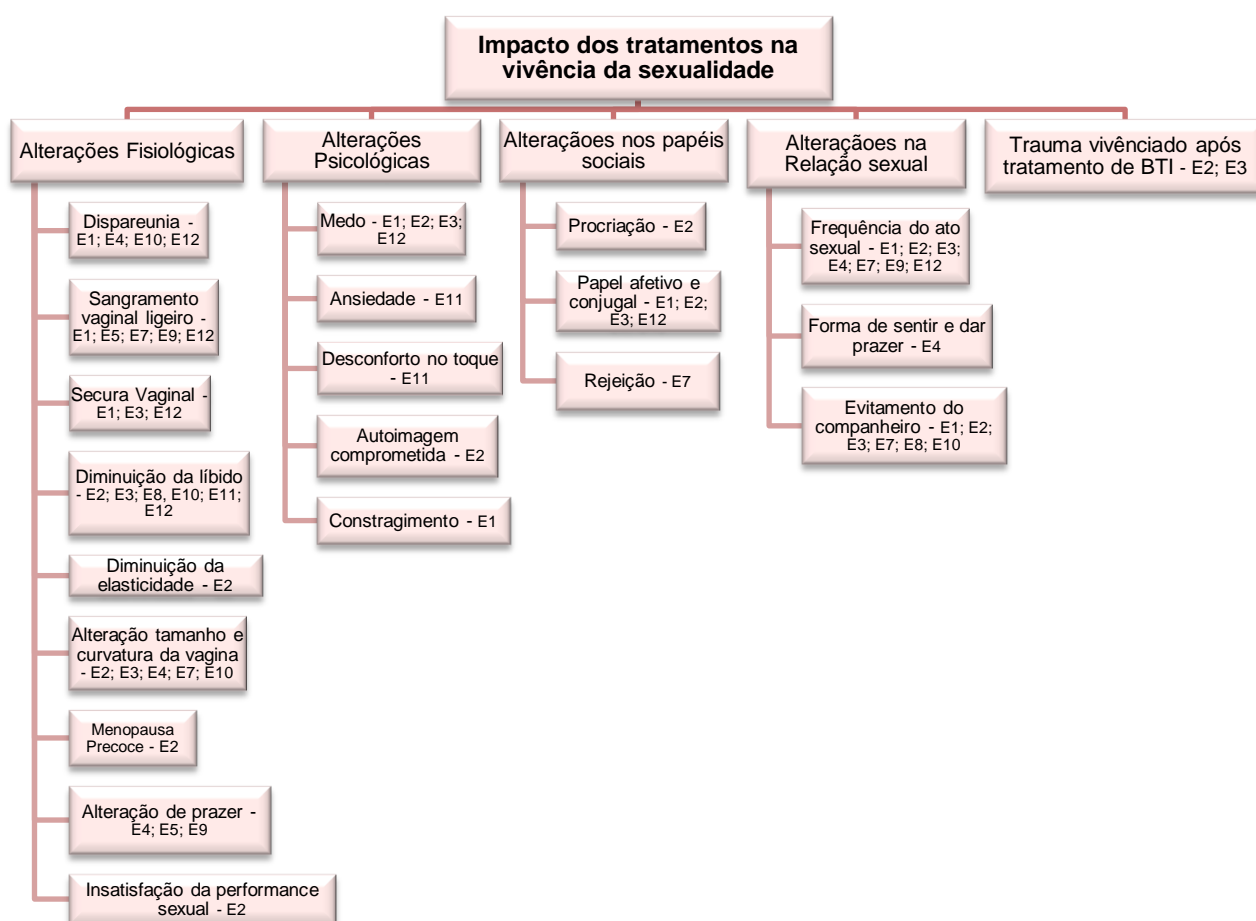 Impacto dos tratamentos na
vivência da sexualidade
Alterações Fisiológicas
Dispareunia -
E1; E4; E10; E12
Sangramento
vaginal ligeiro -
E1; E5; E7; E9; E12
Secura Vaginal -
E1; E3; E12
Diminuição da líbido
- E2; E3; E8, E10; E11;
E12
Diminuição da
elasticidade - E2
Alteração tamanho e
curvatura da vagina
- E2; E3; E4; E7; E10
Menopausa
Precoce - E2
Alteração de prazer -
E4; E5; E9
Insatisfação da performance
sexual - E2
Alterações
Psicológicas
Medo - E1; E2; E3;
E12
Ansiedade - E11
Desconforto no toque
- E11
Autoimagem
comprometida - E2
Constragimento - E1
Alteraçãoes nos papéis
sociais
Procriação - E2
Papel afetivo e
conjugal - E1; E2;
E3; E12
Rejeição - E7
Alteraçãoes na
Relação sexual
Frequência do ato
sexual - E1; E2; E3;
E4; E7; E9; E12
Forma de sentir e dar
prazer - E4
Evitamento do
companheiro - E1; E2;
E3; E7; E8; E10
Trauma vivênciado após
tratamento de BTI - E2; E3